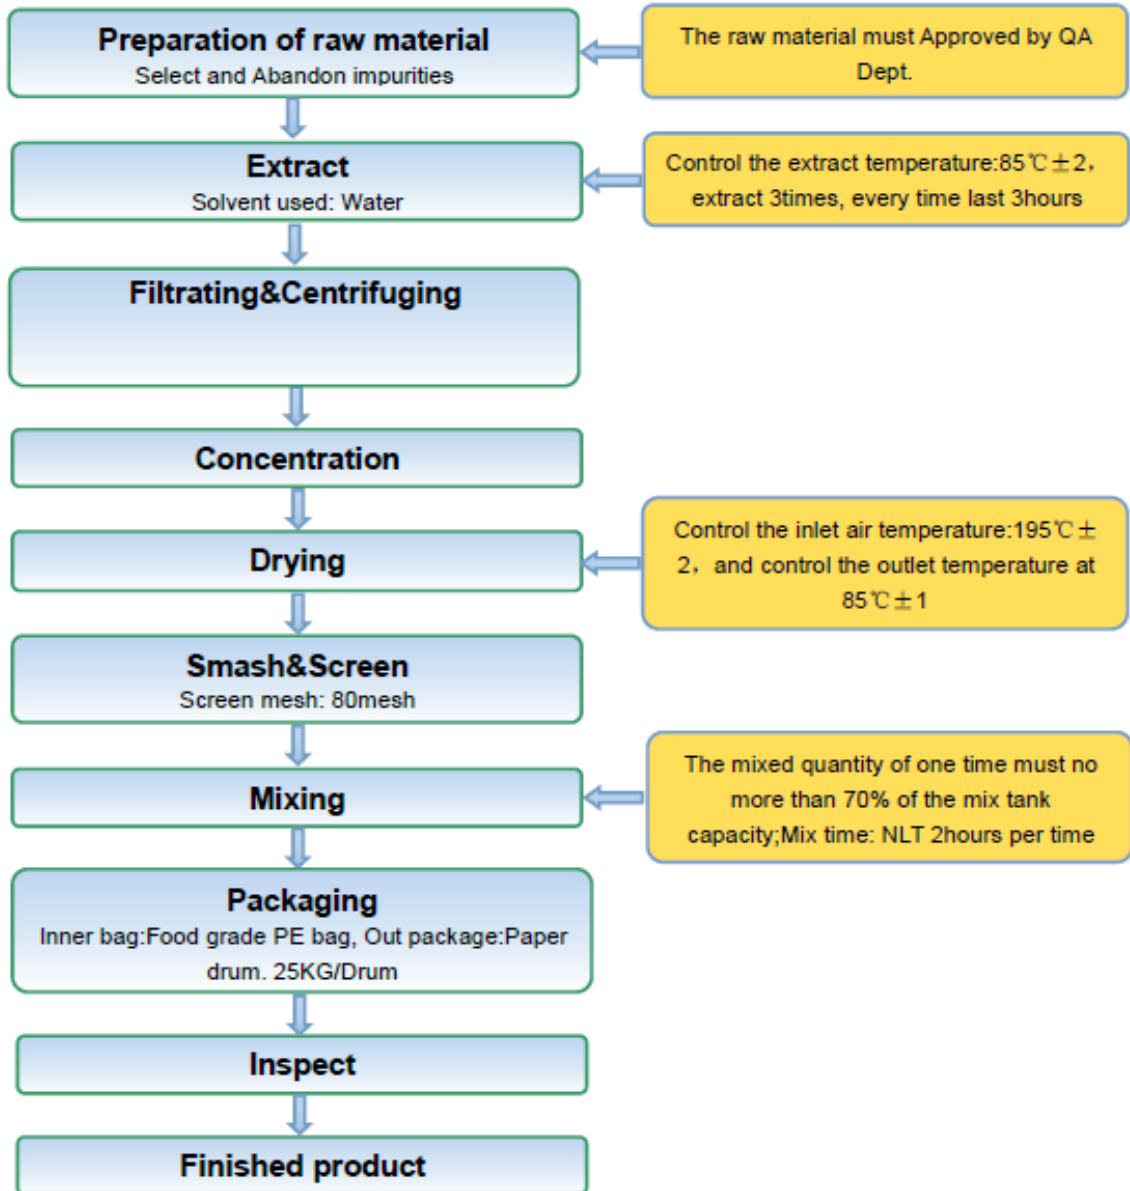 Preparation of raw material
Select and Abandon impurities
The raw material must Approved by QA
Dept.
Extract
Solvent used: Water
Control the extract temperature:85℃±2，
extract 3times, every time last 3hours
Filtrating&Centrifuging
Concentration
Drying
Control the inlet air temperature:195℃±
2，and control the outlet temperature at
85℃±1
Smash&Screen
Screen mesh: 80mesh
Mixing
The mixed quantity of one time must no
more than 70% of the mix tank
capacity;Mix time: NLT 2hours per time
Packaging
Inner bag:Food grade PE bag, Out package:Paper
drum. 25KG/Drum
Inspect
Finished product